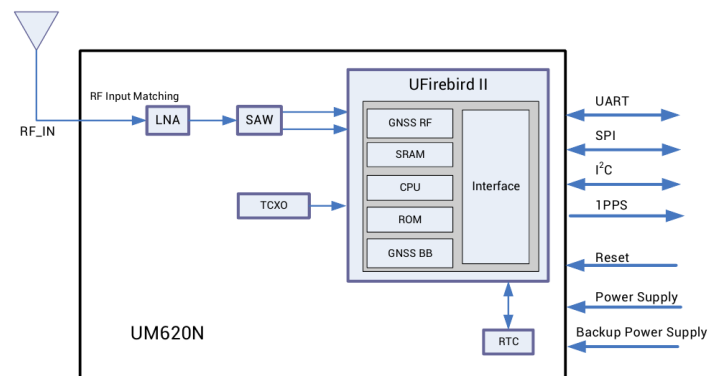 UFirebird II
RF Input Matching
RF_IN
LNA
SAW
GNSS RF
SRAM
CPU
ROM
GNSS BB
Interface
TCXO
UART
SPI
I²C
1PPS
Reset
Power Supply
Backup Power Supply
RTC
UM620N